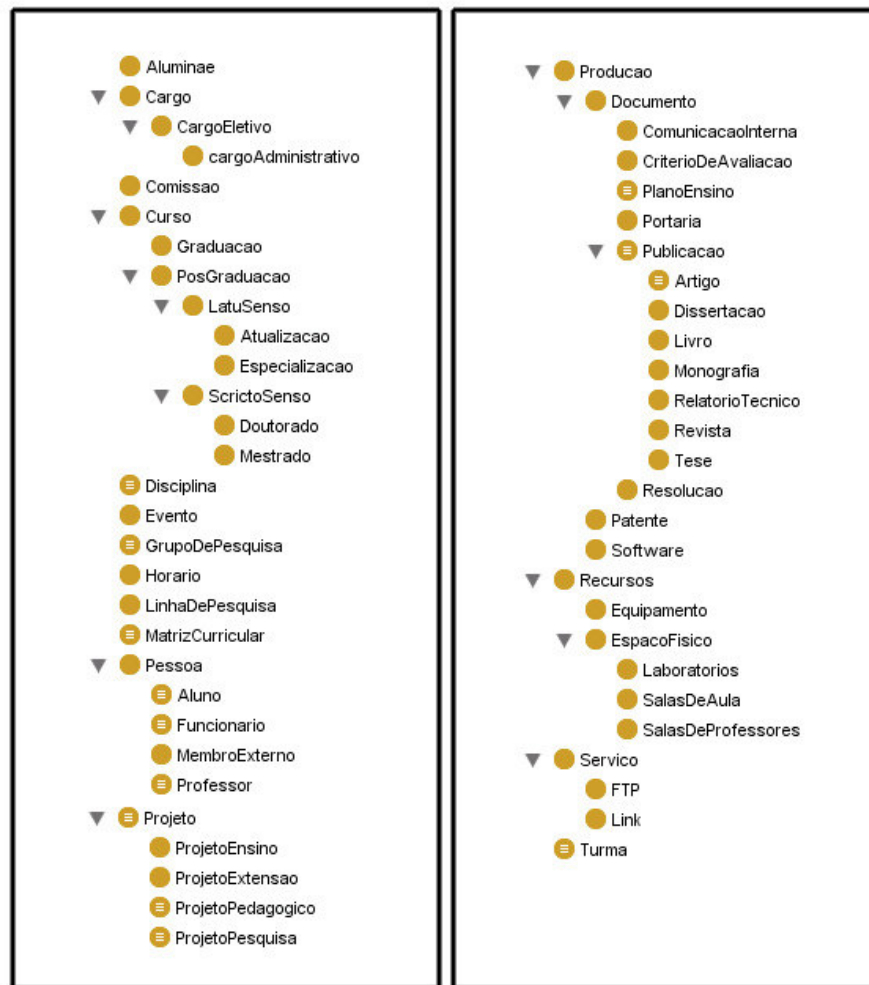 Aluminae
Cargo
CargoEletivo
cargoAdministrativo
Comissao
Curso
Graduacao
PosGraduacao
LatuSenso
Atualizacao
Especializacao
ScrictoSenso
Doutorado
Mestrado
Disciplina
Evento
GrupoDePesquisa
Horario
LinhaDePesquisa
MatrizCurricular
Pessoa
Aluno
Funcionario
MembroExterno
Professor
Projeto
ProjetoEnsino
ProjetoExtensao
ProjetoPedagogico
ProjetoPesquisa
Producao
Documento
ComunicacaoInterna
CriterioDeAvaliacao
PlanoEnsino
Portaria
Publicacao
Artigo
Dissertacao
Livro
Monografia
RelatorioTecnico
Revista
Tese
Resolucao
Patente
Software
Recursos
Equipamento
EspacoFisico
Laboratorios
SalasDeAula
SalasDeProfessores
Servico
FTP
Link
Turma